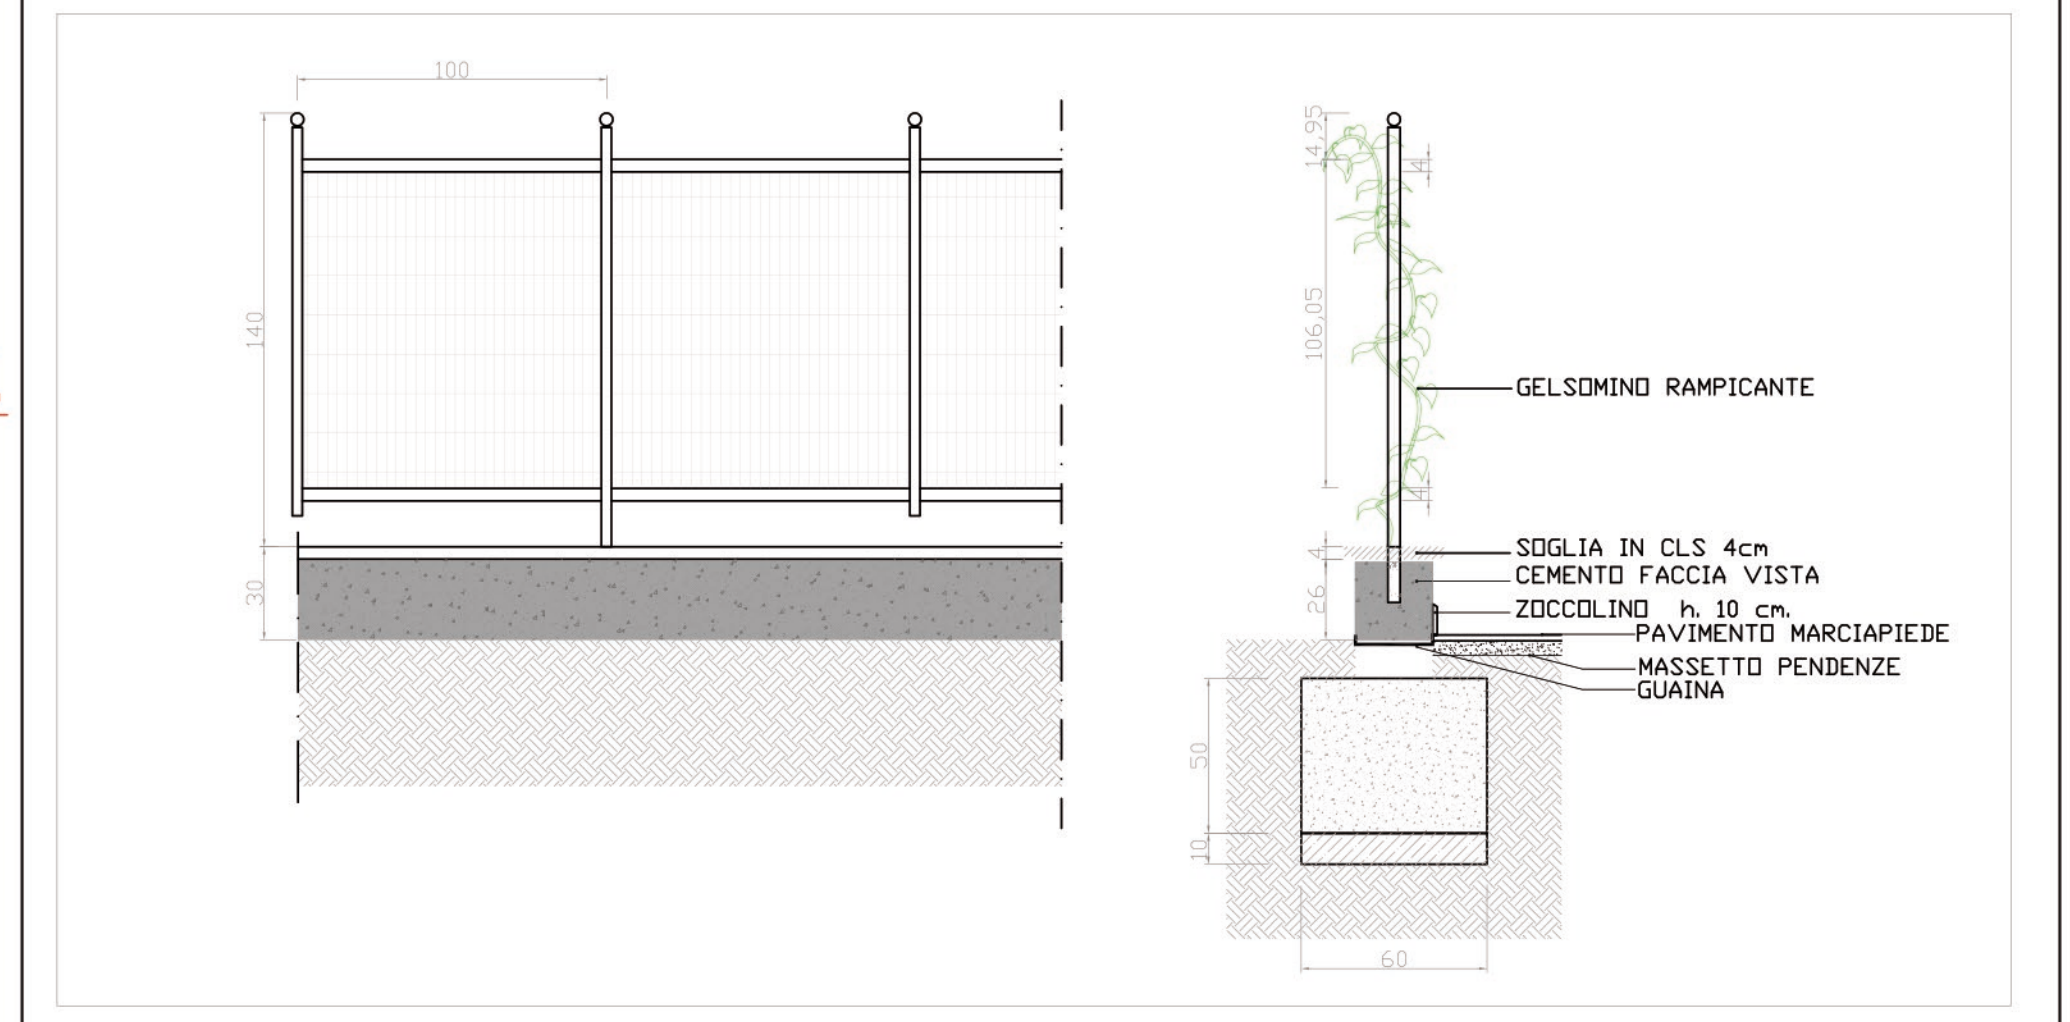 100
140
30
14,95
4
106,05
GELSOMINO RAMPICANTE
4
SOGLIA IN CLS 4cm
4
CEMENTO FACCIA VISTA
26
ZOCCOLINO h. 10 cm.
PAVIMENTO MARCIAPIEDE
MASSETTO PENDENZE
GUAINA
50
10
60